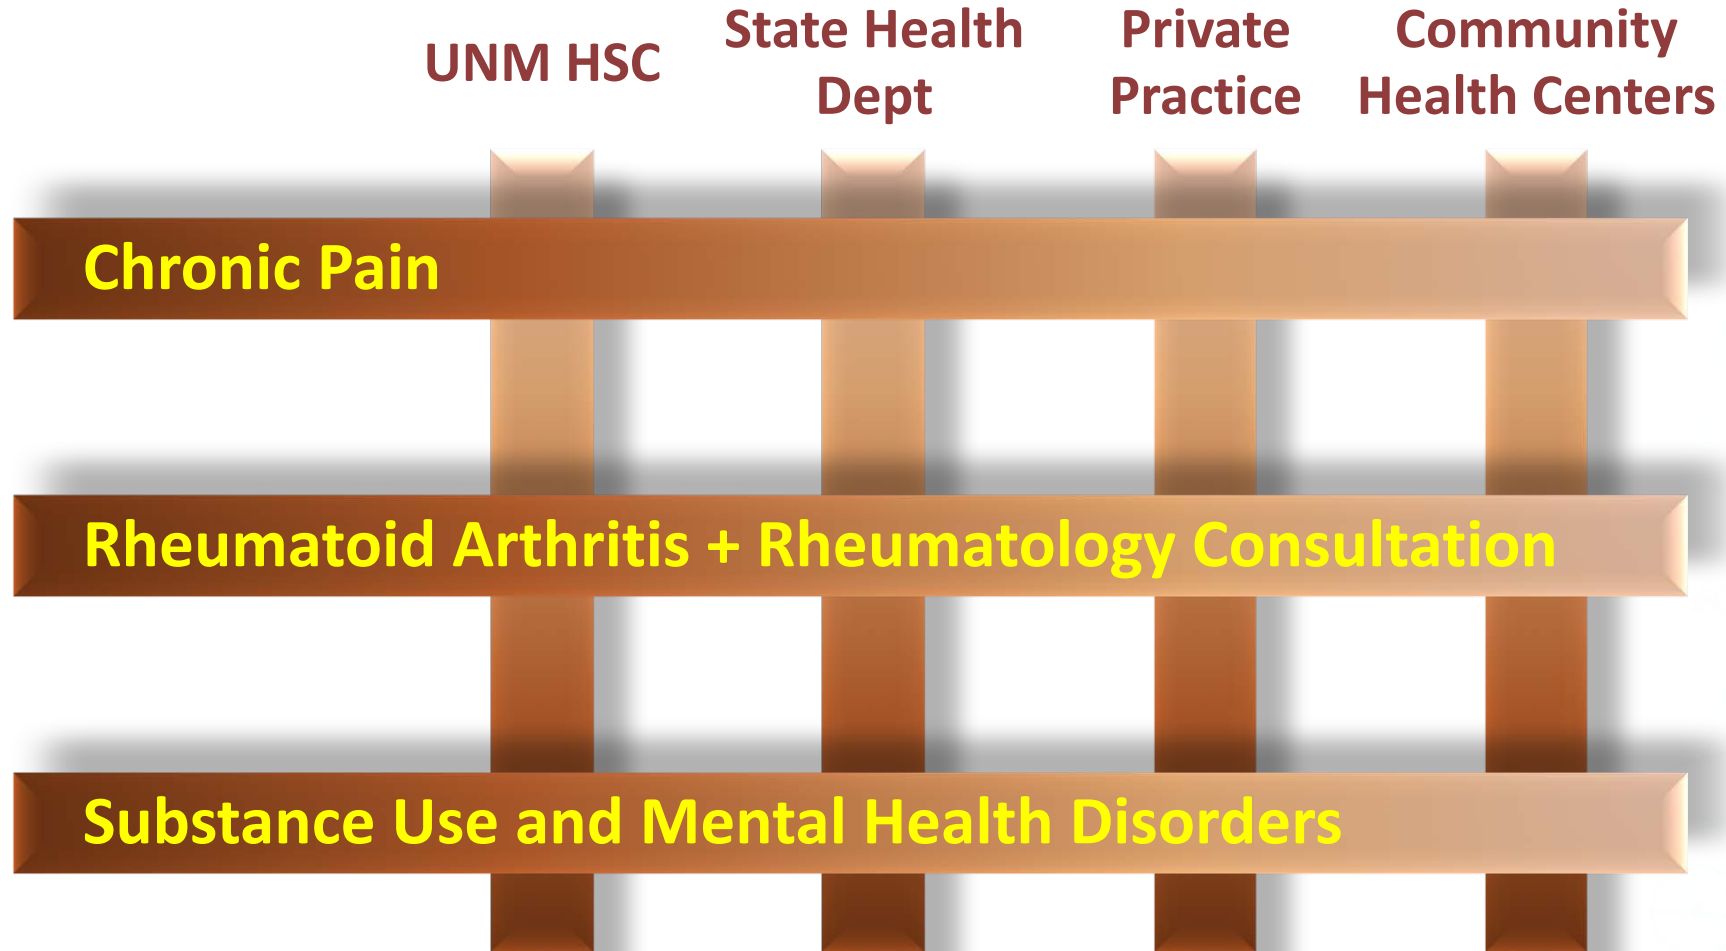 UNM HSC
State Health
Dept
Private
Practice
Community
Health Centers
Chronic Pain
Rheumatoid Arthritis + Rheumatology Consultation
Substance Use and Mental Health Disorders